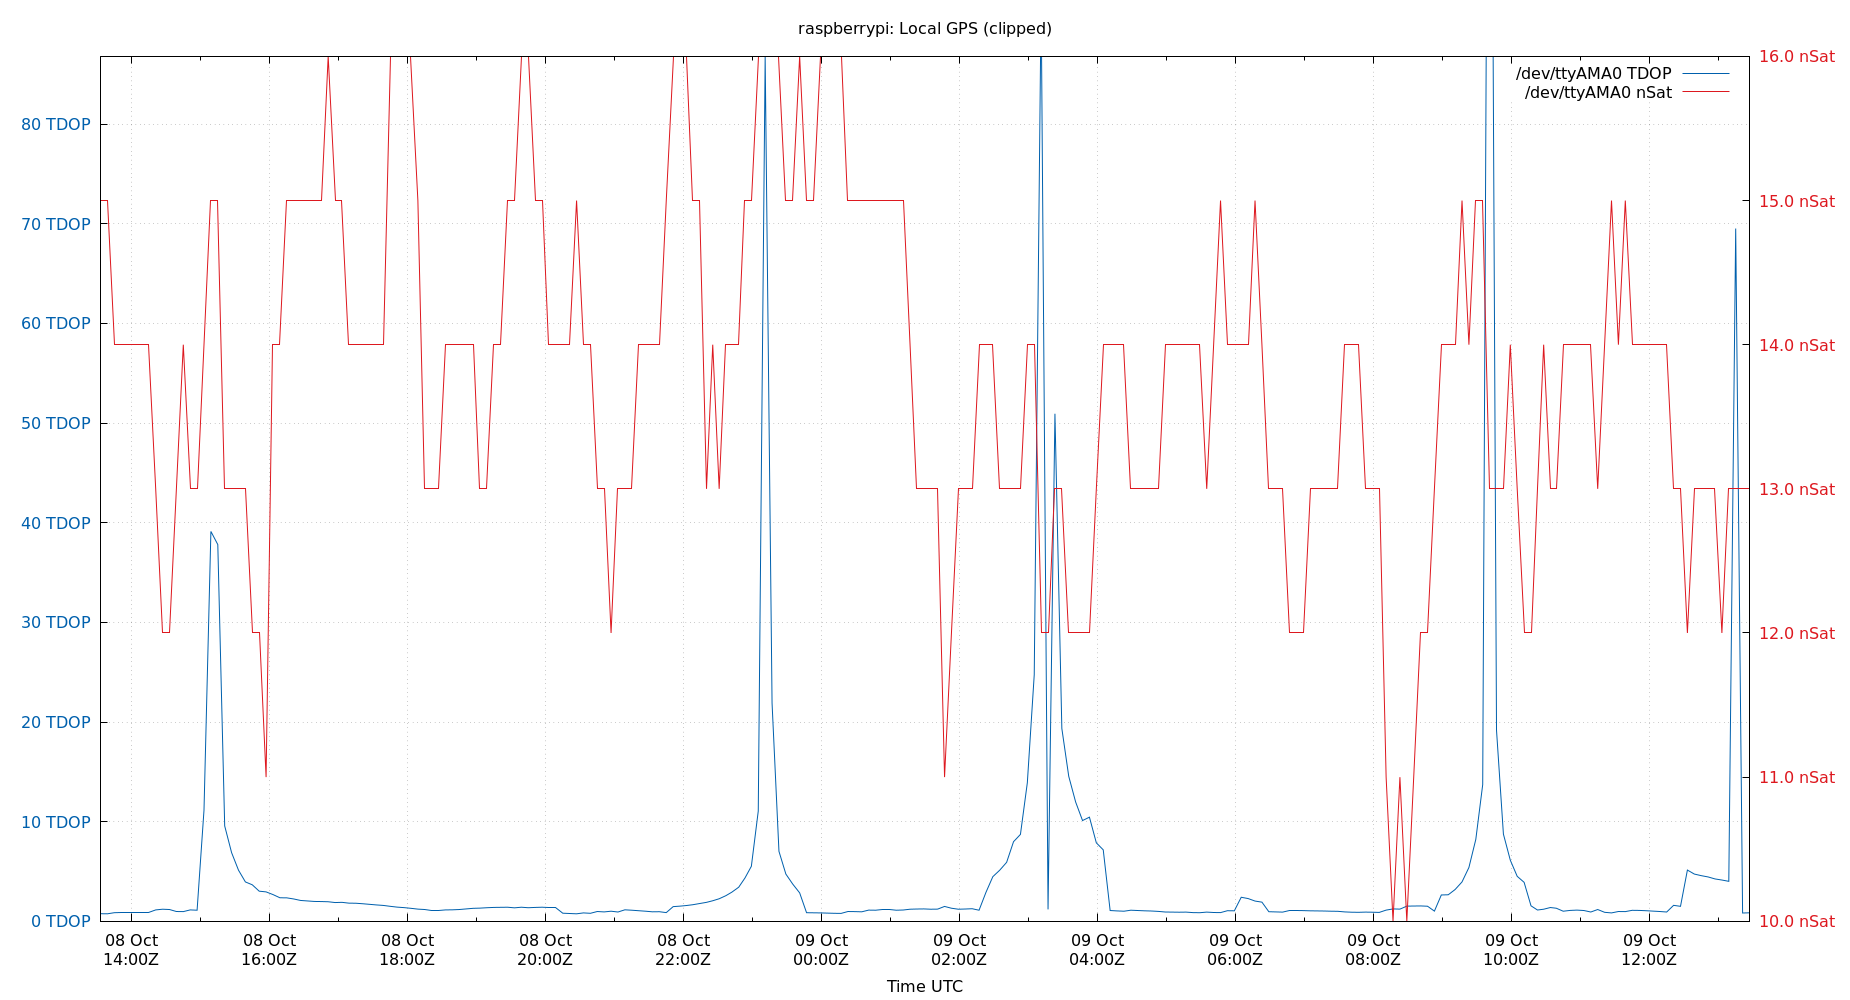 raspberrypi: Local GPS (clipped)
/dev/ttyAMA0 TDOP
/dev/ttyAMA0 nSat
80 TDOP
70 TDOP
60 TDOP
50 TDOP
40 TDOP
30 TDOP
20 TDOP
10 TDOP
0 TDOP
16.0 nSat
15.0 nSat
14.0 nSat
13.0 nSat
12.0 nSat
11.0 nSat
10.0 nSat
08 Oct
14:00Z
08 Oct
16:00Z
08 Oct
18:00Z
08 Oct
20:00Z
08 Oct
22:00Z
09 Oct
00:00Z
09 Oct
02:00Z
09 Oct
04:00Z
09 Oct
06:00Z
09 Oct
08:00Z
09 Oct
10:00Z
09 Oct
12:00Z
Time UTC